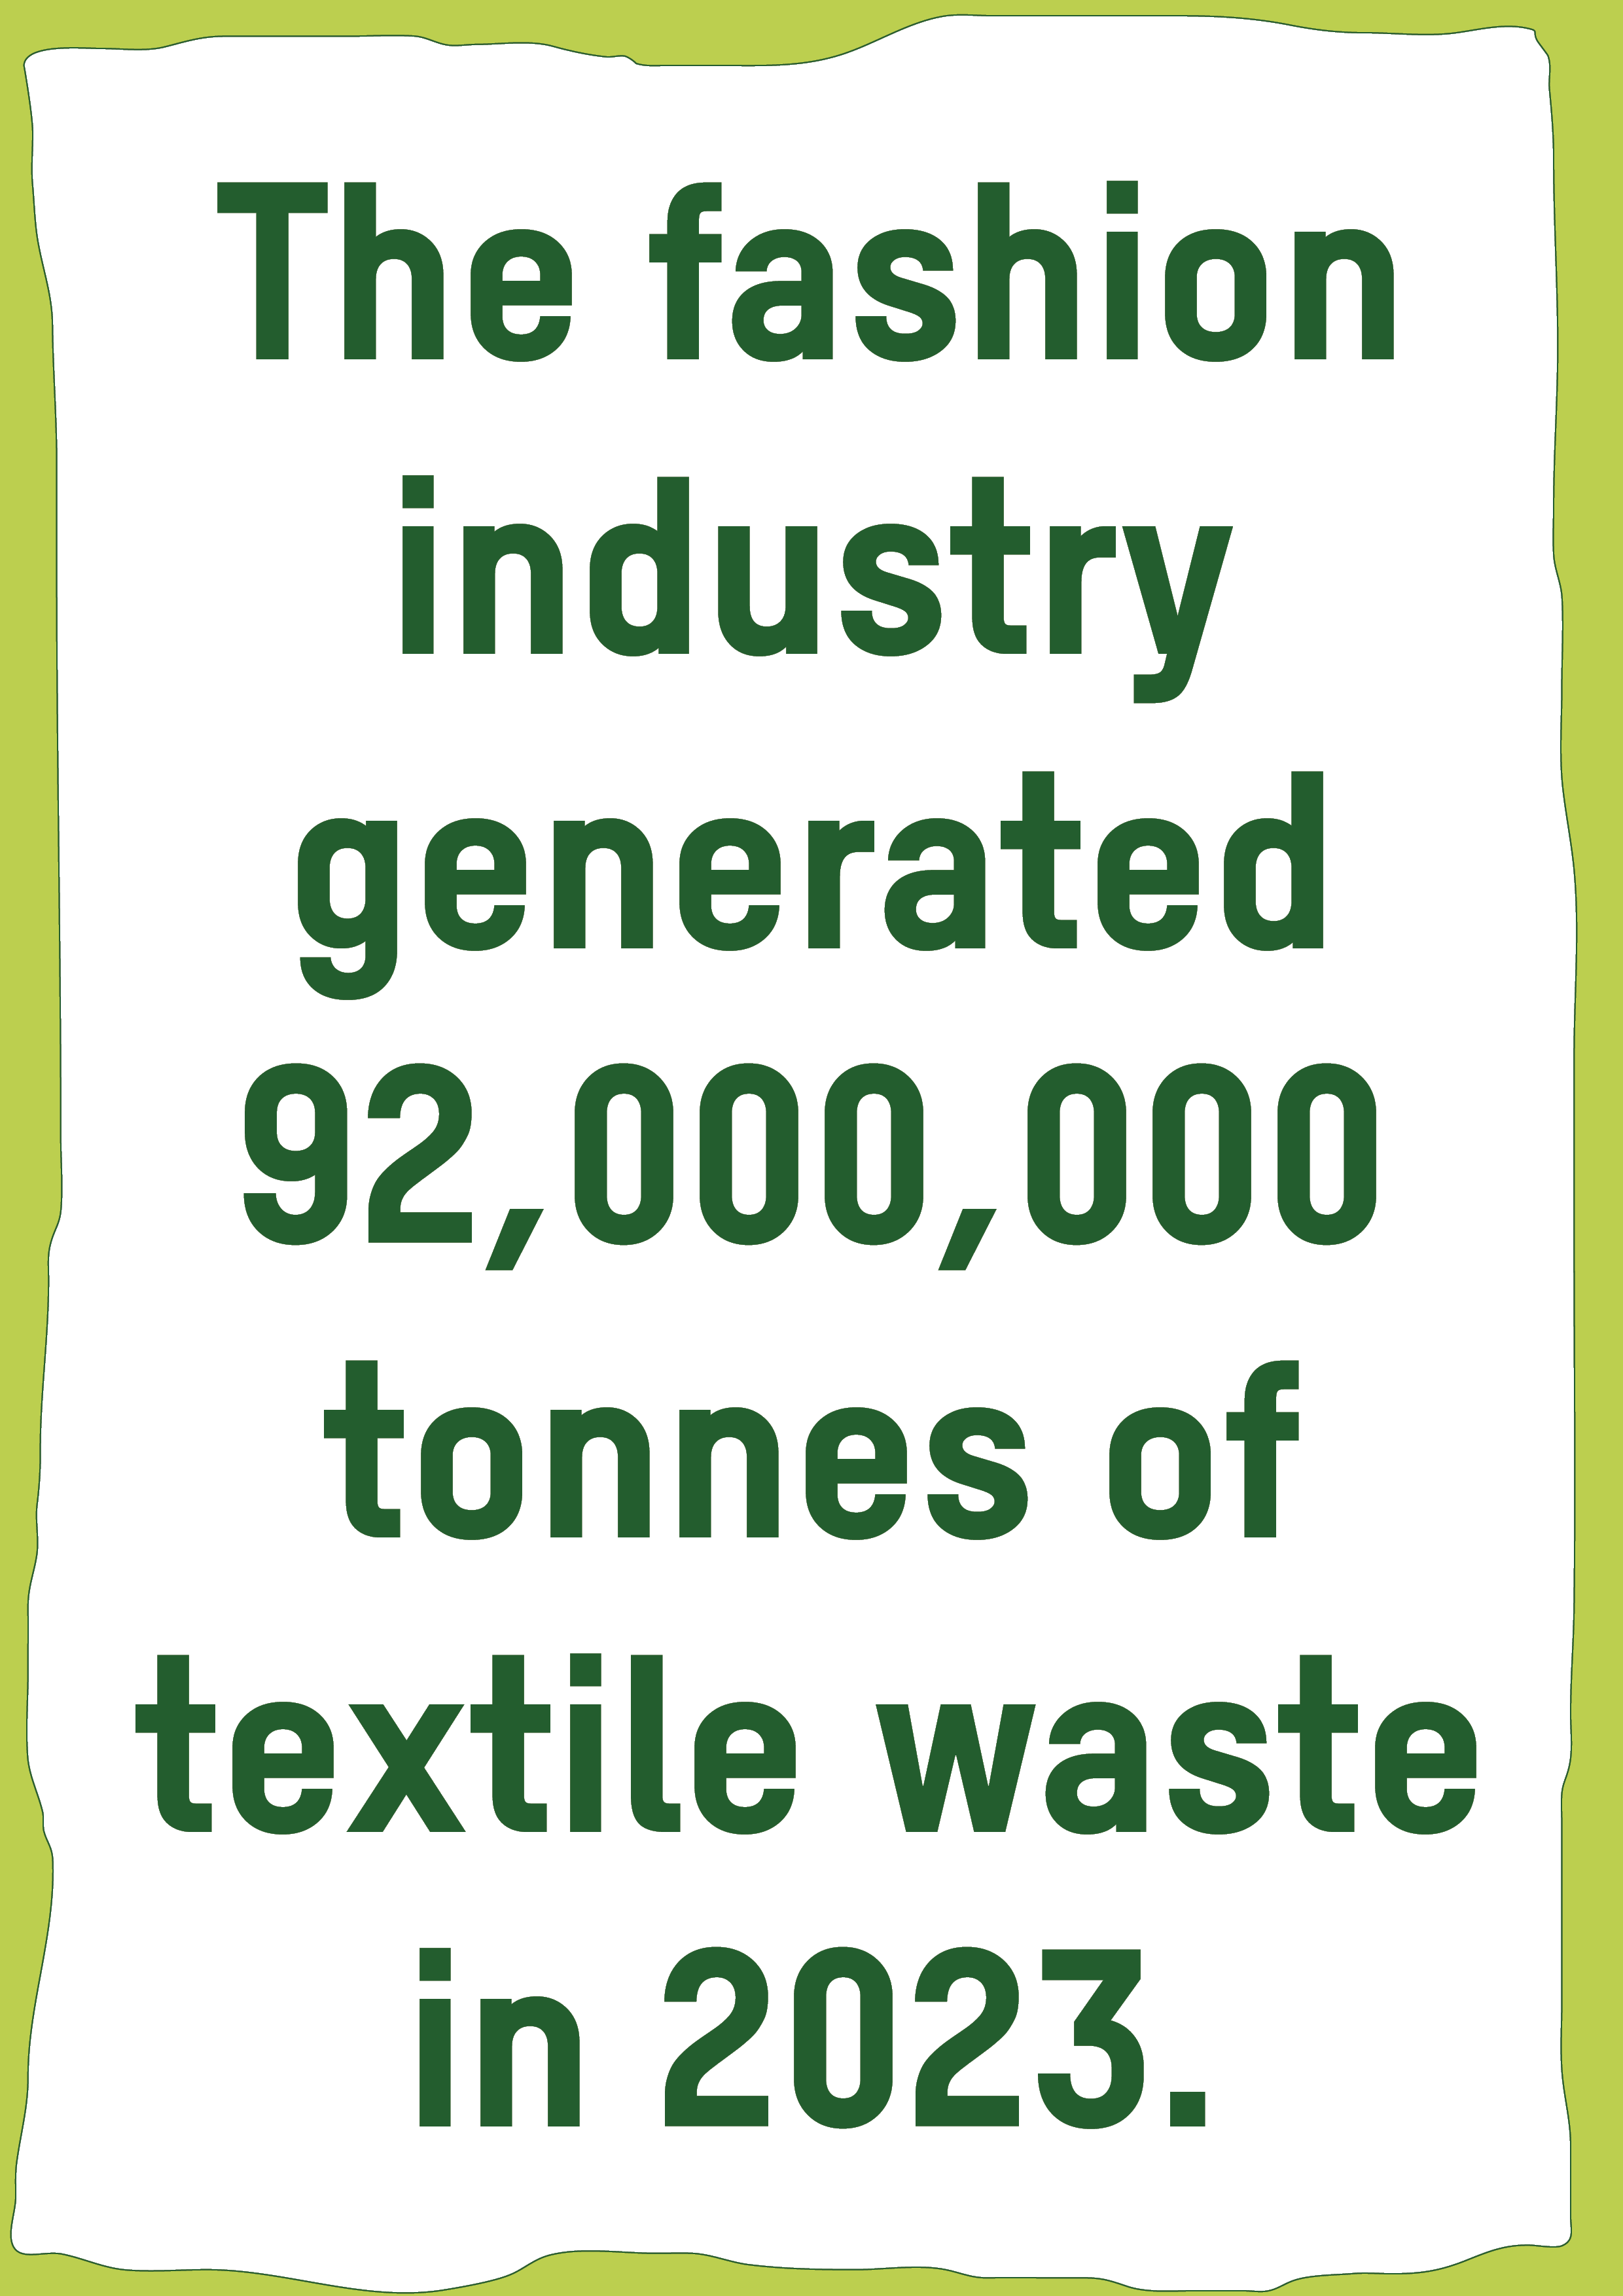 The fashion
industry
generated
92,000,000
tonnes of
textile waste
in 2023.